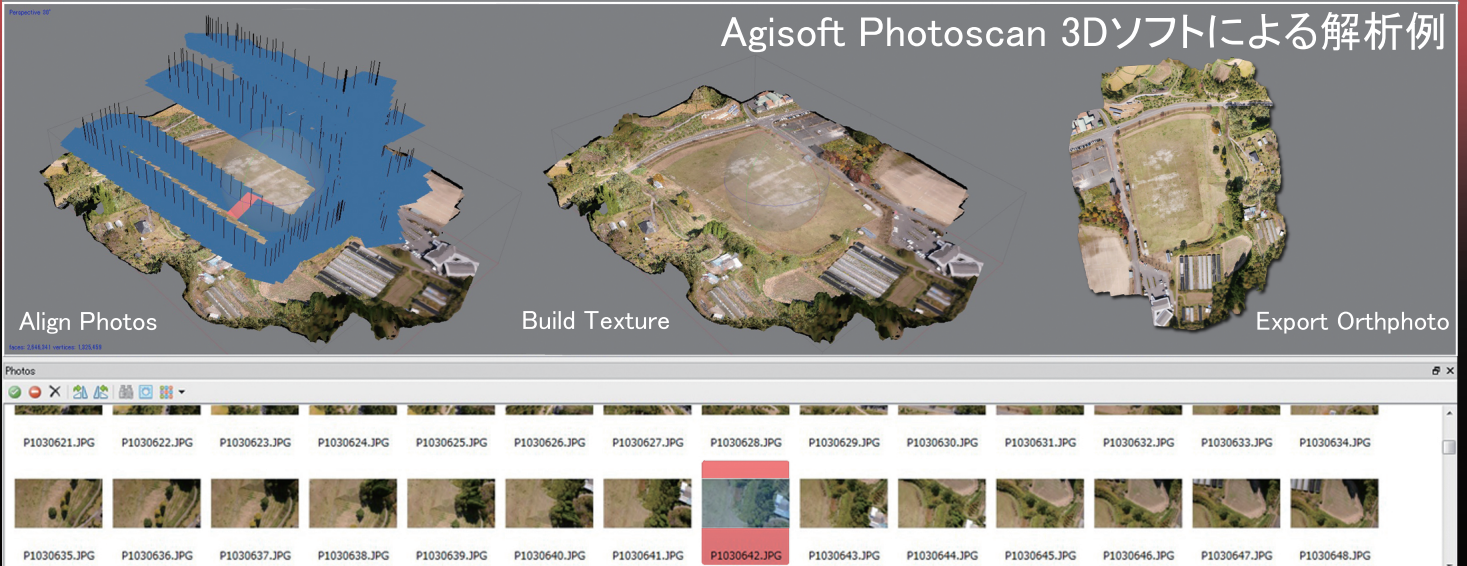 Perspective 30°
Agisoft Photoscan 3Dソフトによる解析例
Align Photos
Build Texture
Export Orthphoto
Photos
P1030621.JPG P1030622.JPG P1030623.JPG P1030624.JPG P1030625.JPG P1030626.JPG P1030627.JPG P1030628.JPG P1030629.JPG P1030630.JPG P1030631.JPG P1030632.JPG P1030633.JPG P1030634.JPG
P1030635.JPG P1030636.JPG P1030637.JPG P1030638.JPG P1030639.JPG P1030640.JPG P1030641.JPG P1030642.JPG P1030643.JPG P1030644.JPG P1030645.JPG P1030646.JPG P1030647.JPG P1030648.JPG